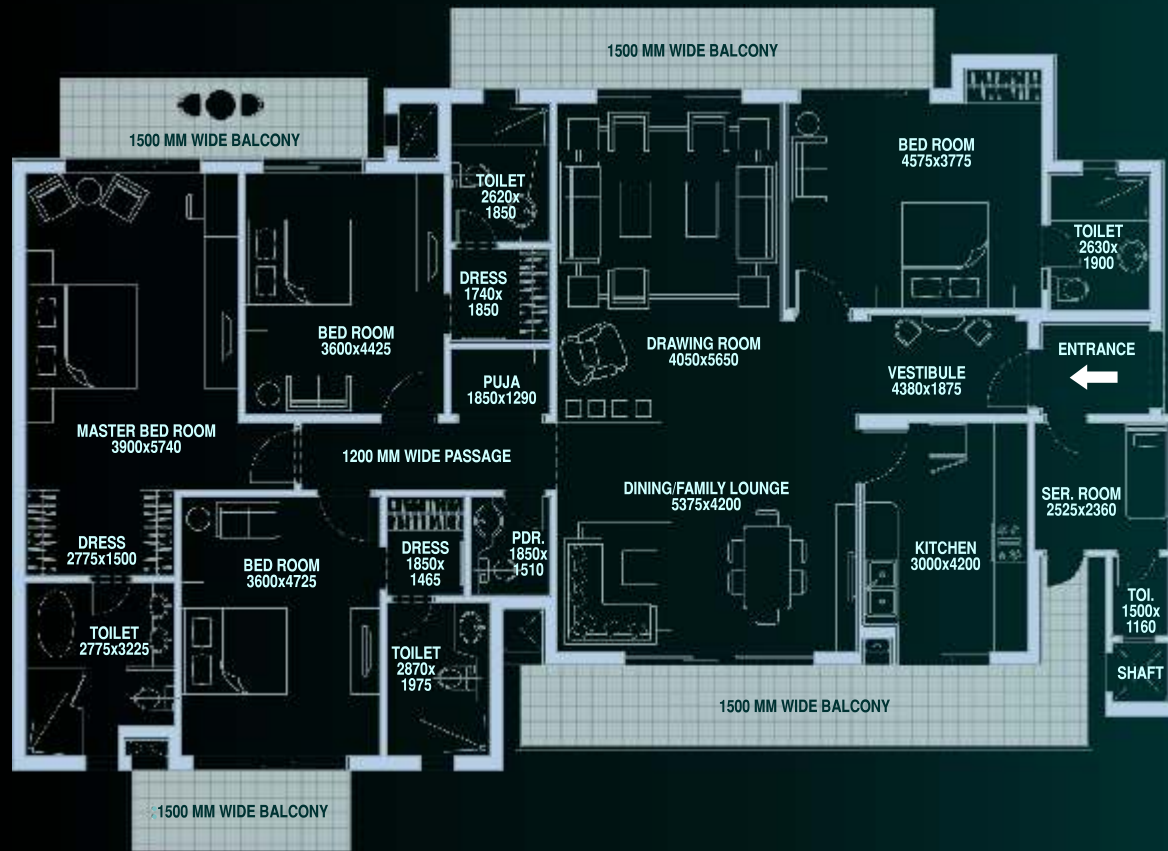 1500 MM WIDE BALCONY
1500 MM WIDE BALCONY
BED ROOM
4575x3775
TOILET
2620x
1850
TOILET
2630x
1900
DRESS
1740x
1850
BED ROOM
3600x4425
DRAWING ROOM
4050x5650
ENTRANCE
VESTIBULE
4380x1875
PUJA
1850x1290
MASTER BED ROOM
3900x5740
1200 MM WIDE PASSAGE
DINING/FAMILY LOUNGE
5375x4200
SER. ROOM
2525x2360
DRESS
2775x1500
BED ROOM
3600x4725
DRESS
1850x
1465
PDR.
1850x
1510
KITCHEN
3000x4200
TOI.
1500x
1160
TOILET
2775x3225
TOILET
2870x
1975
SHAFT
1500 MM WIDE BALCONY
1500 MM WIDE BALCONY